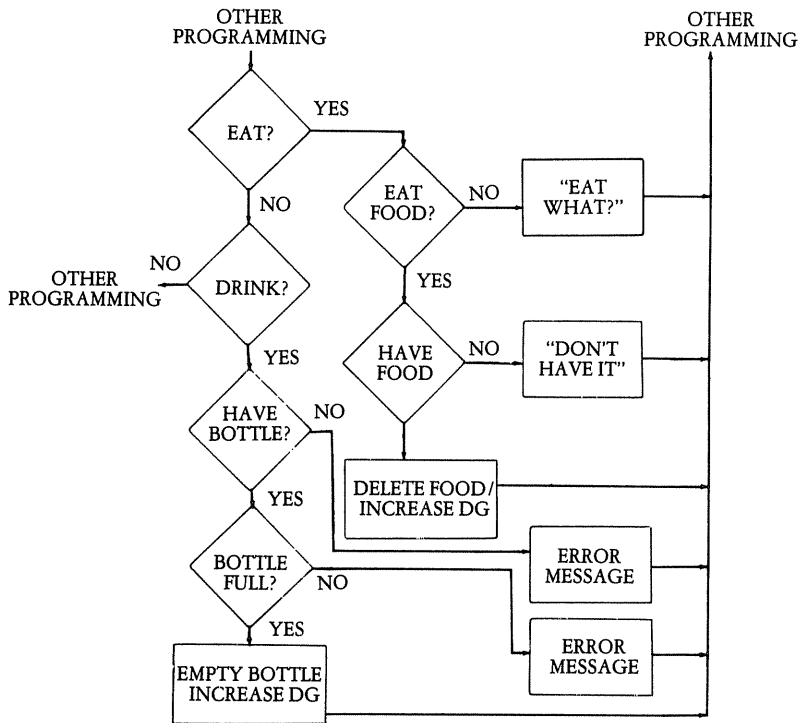 OTHER
PROGRAMMING
OTHER
PROGRAMMING
YES
EAT?
NO
EAT
FOOD?
NO
"EAT
WHAT?"
YES
NO
DRINK?
OTHER
PROGRAMMING
YES
HAVE
FOOD
NO
"DON'T
HAVE IT"
HAVE
BOTTLE?
NO
YES
DELETE FOOD /
INCREASE DG
BOTTLE
FULL?
NO
ERROR
MESSAGE
YES
ERROR
MESSAGE
EMPTY BOTTLE
INCREASE DG